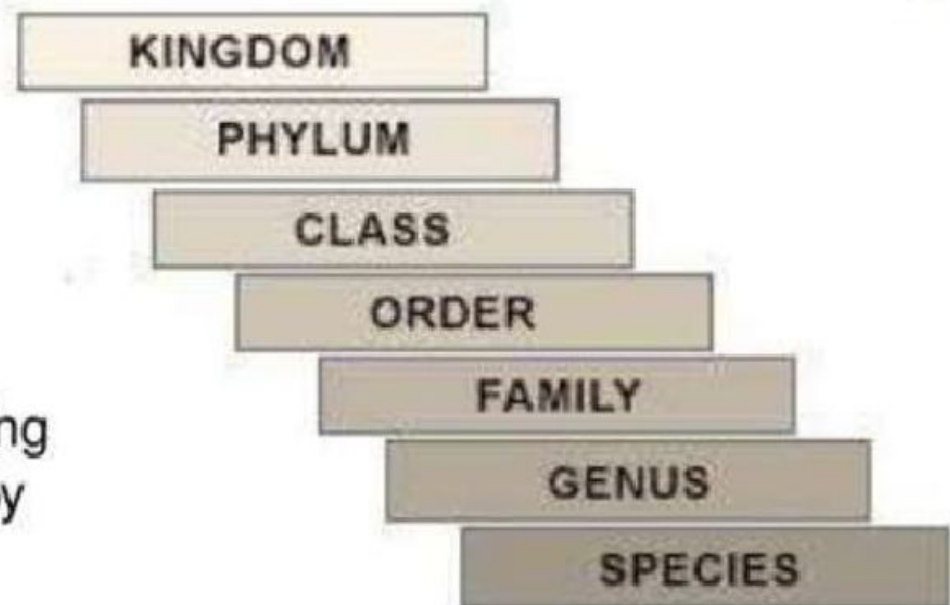 KINGDOM
PHYLUM
CLASS
ORDER
FAMILY
GENUS
SPECIES